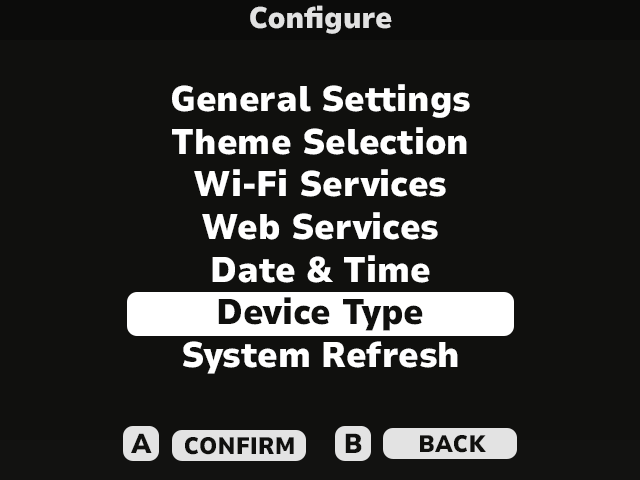 Configure
General Settings
Theme Selection
Wi-Fi Services
Web Services
Date & Time
Device Type
System Refresh
A CONFIRM B BACK